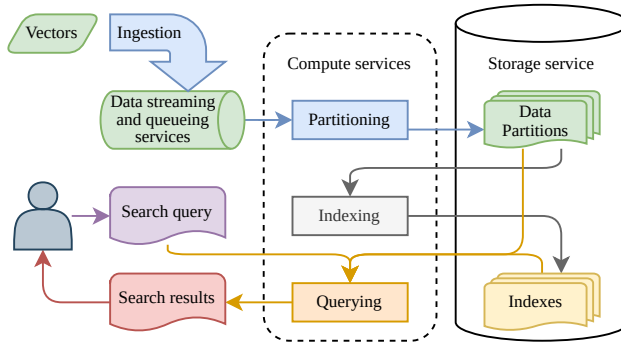 Vectors
Ingestion
Compute services
Storage service
Data streaming
and queueing
services
Partitioning
Data
Partitions
Search query
Indexing
Search results
Querying
Indexes